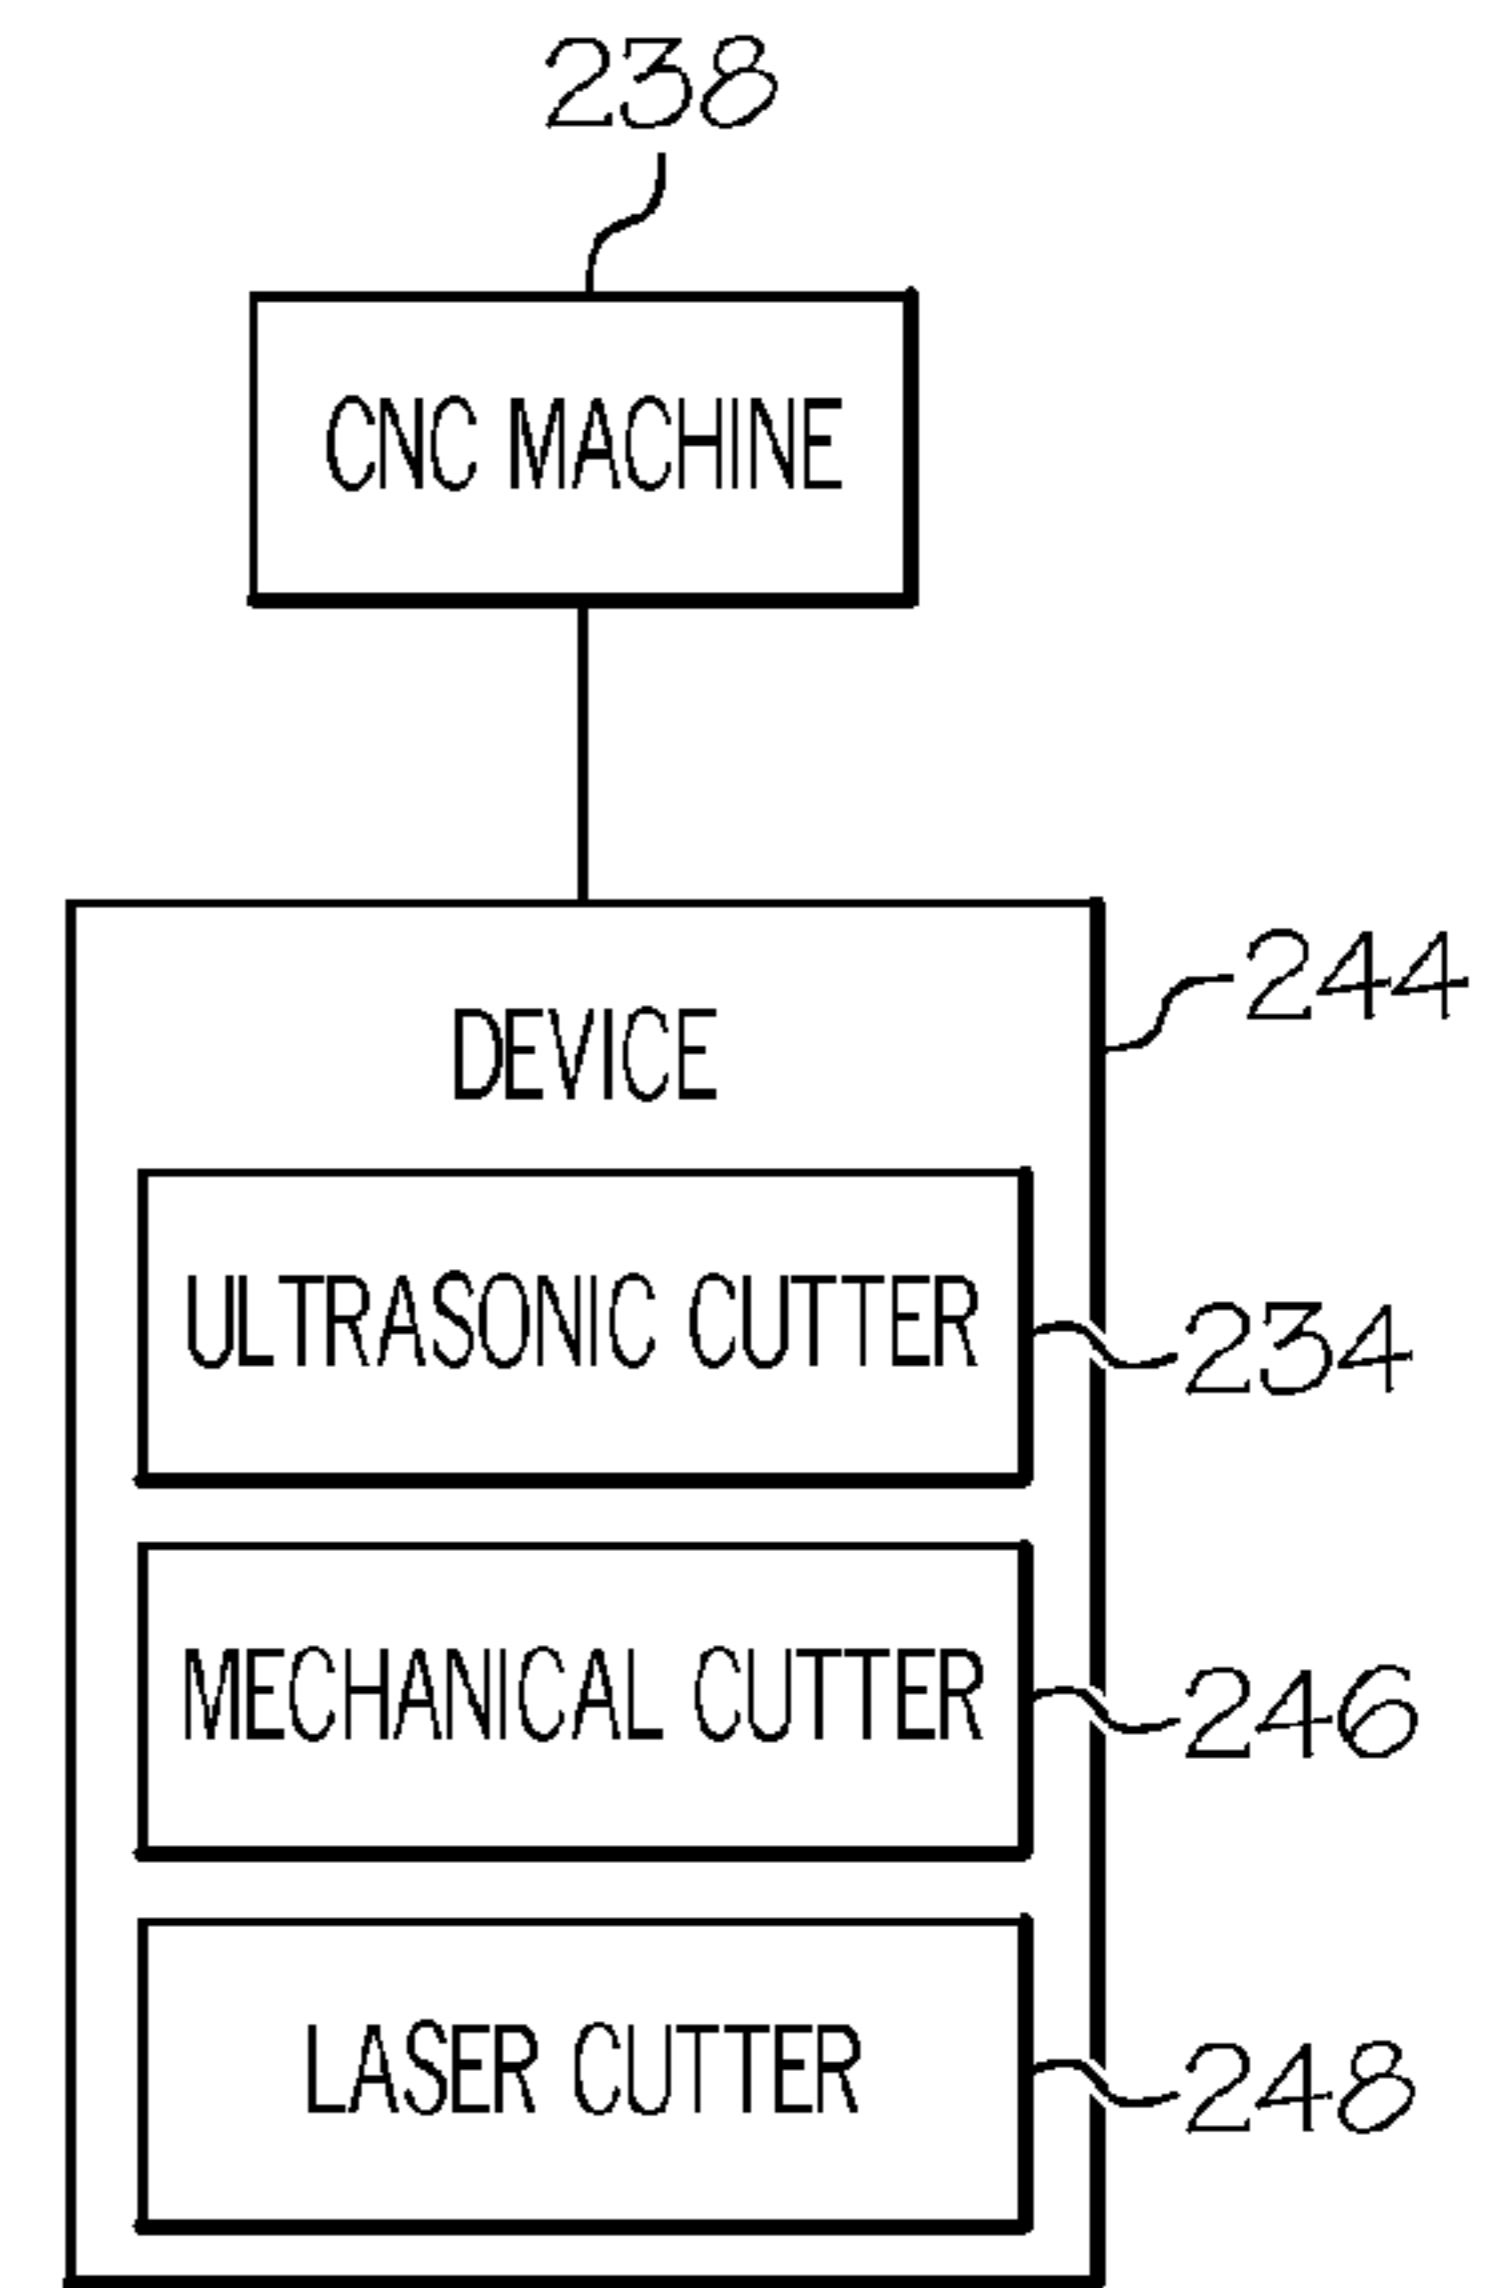 238
CNC MACHINE
DEVICE
244
ULTRASONIC CUTTER
234
MECHANICAL CUTTER
246
LASER CUTTER
248